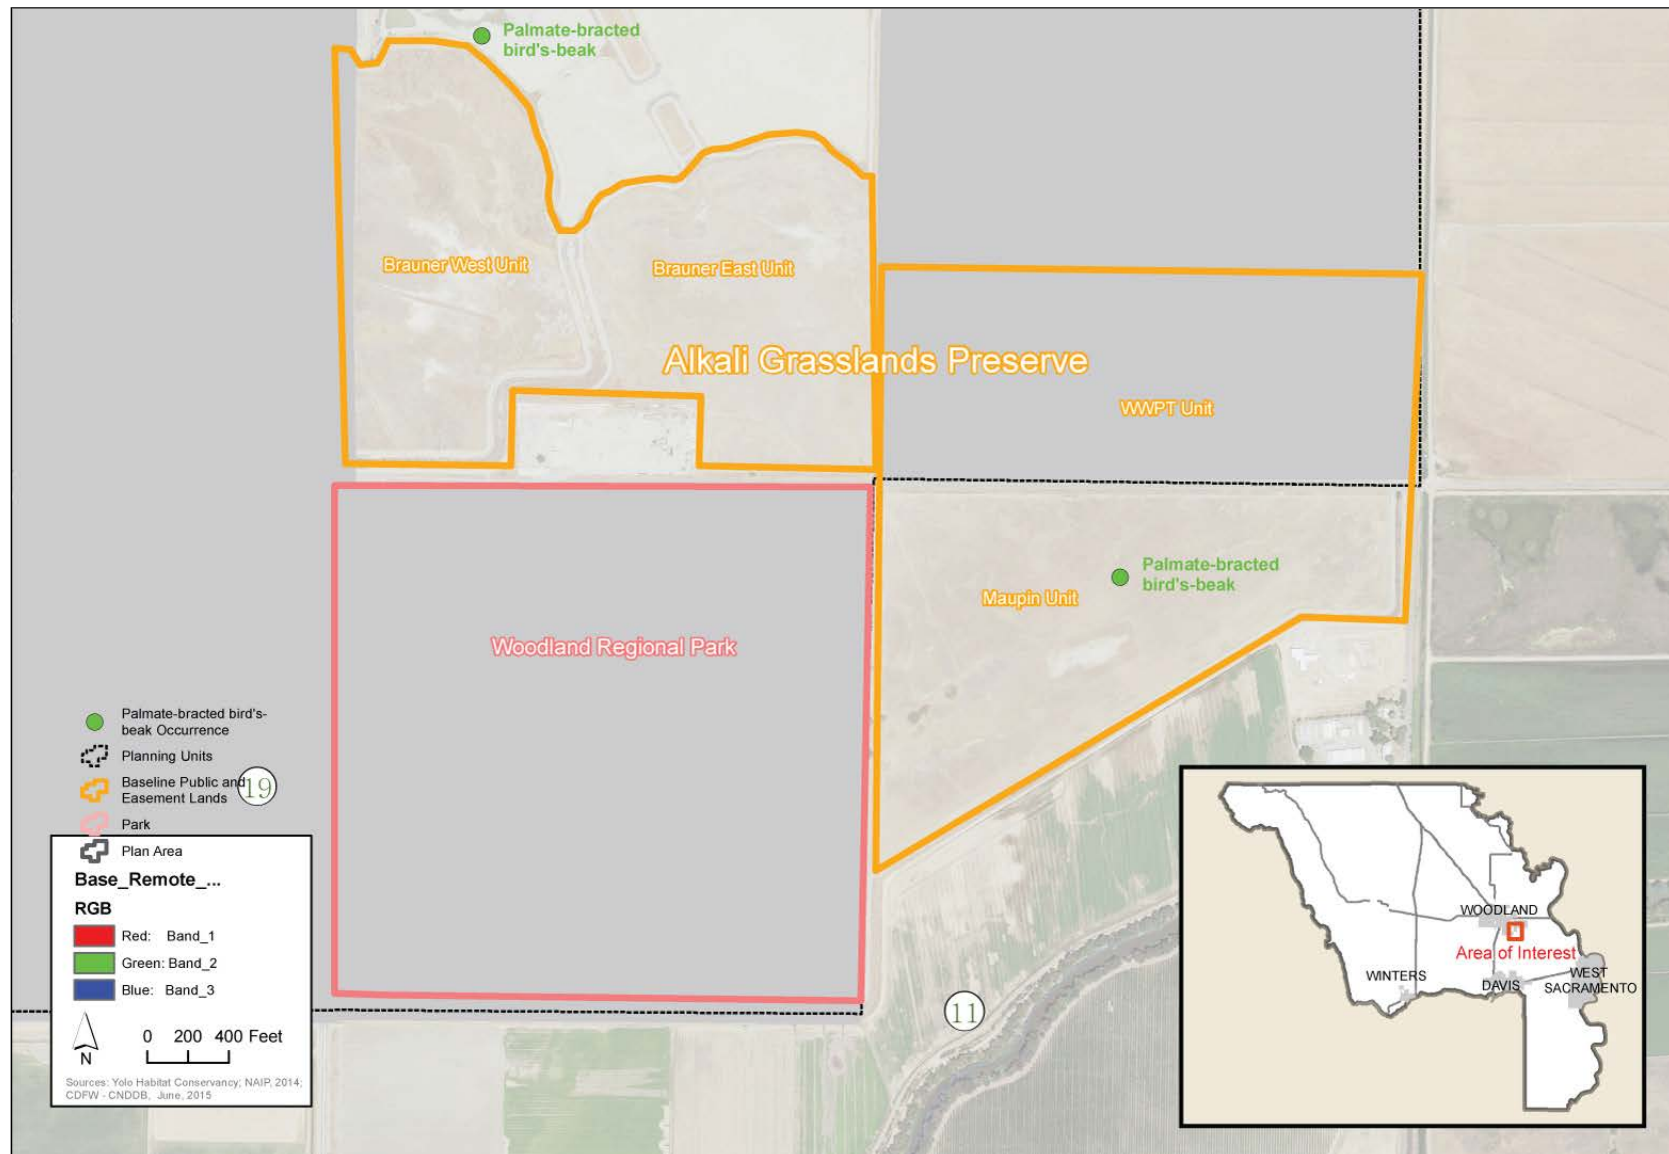 Palmate-bracted
bird's-beak
Brauner West Unit
Brauner East Unit
Alkali Grasslands Preserve
WWPT Unit
Palmate-bracted
bird's-beak
Maupin Unit
Woodland Regional Park
Palmate-bracted bird's-
beak Occurrence
Planning Units
Baseline Public and
Easement Lands
19
Park
Plan Area
Base_Remote_...
RGB
Red: Band_1
Green: Band_2
Blue: Band_3
N
0 200 400 Feet
Sources: Yolo Habitat Conservancy; NAIP, 2014;
CDFW - CNDDB, June, 2015
11
WOODLAND
Area of Interest
WINTERS
DAVIS
WEST
SACRAMENTO